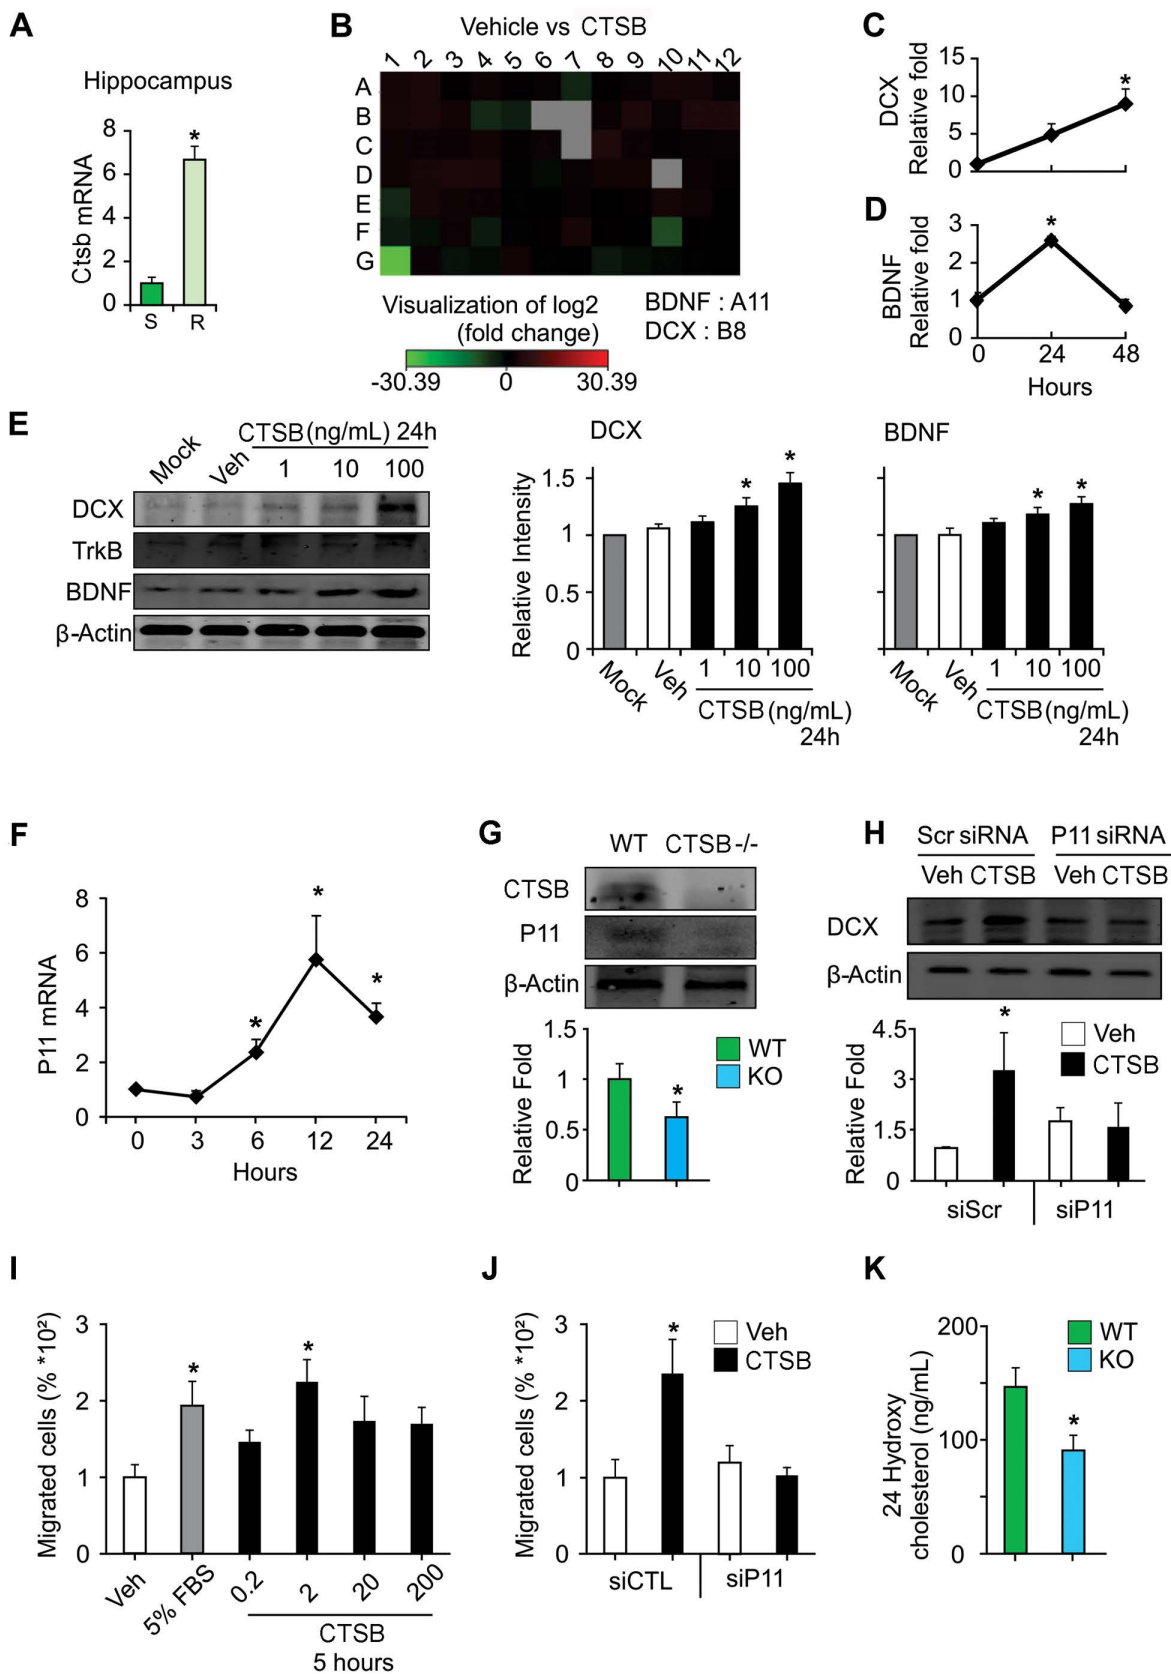 A
Hippocampus
Ctsb mRNA
8
6
4
2
0
*
S R
B
Vehicle vs CTSB
1 2 3 4 5 6 7 8 9 10 11 12
A
B
C
D
E
F
G
Visualization of log2
(fold change)
-30.39 0 30.39
BDNF : A11
DCX : B8
C
DCX
Relative fold
15
10
5
0
*
D
BDNF
Relative fold
3
2
1
0
*
0 24 48
Hours
E
CTSB (ng/mL) 24h
Mock Veh 1 10 100
DCX
TrkB
BDNF
β-Actin
DCX
Relative Intensity
1.5
1
0.5
0
* *
Mock Veh 1 10 100
CTSB (ng/mL)
24h
BDNF
* *
Mock Veh 1 10 100
CTSB (ng/mL)
24h
F
P11 mRNA
8
6
4
2
0
* * *
0 3 6 12 24
Hours
G
WT CTSB -/-
CTSB
P11
β-Actin
Relative Fold
1.5
1
0.5
0
*
WT
KO
H
Scr siRNA P11 siRNA
Veh CTSB Veh CTSB
DCX
β-Actin
Relative Fold
4.5
3
1.5
0
*
Veh
CTSB
siScr siP11
I
Migrated cells (% *10²)
3
2
1
0
* *
Veh 5% FBS 0.2 2 20 200
CTSB
5 hours
J
Migrated cells (% *10²)
3
2
1
0
*
Veh
CTSB
siCTL siP11
K
24 Hydroxy
cholesterol (ng/mL)
200
100
0
*
WT
KO